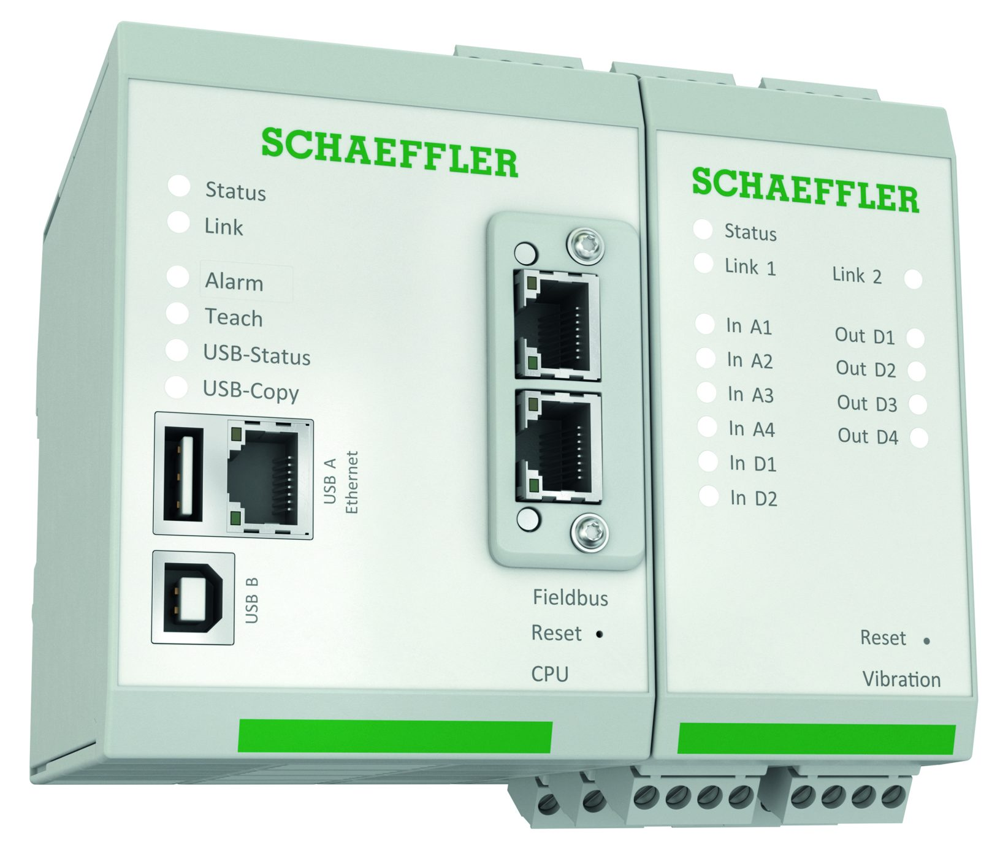 SCHAEFFLER
Status
Link
Alarm
Teach
USB-Status
USB-Copy
USB A
Ethernet
USB B
Fieldbus
Reset
CPU
SCHAEFFLER
Status
Link 1
Link 2
In A1
Out D1
In A2
Out D2
In A3
Out D3
In A4
Out D4
In D1
In D2
Reset
Vibration